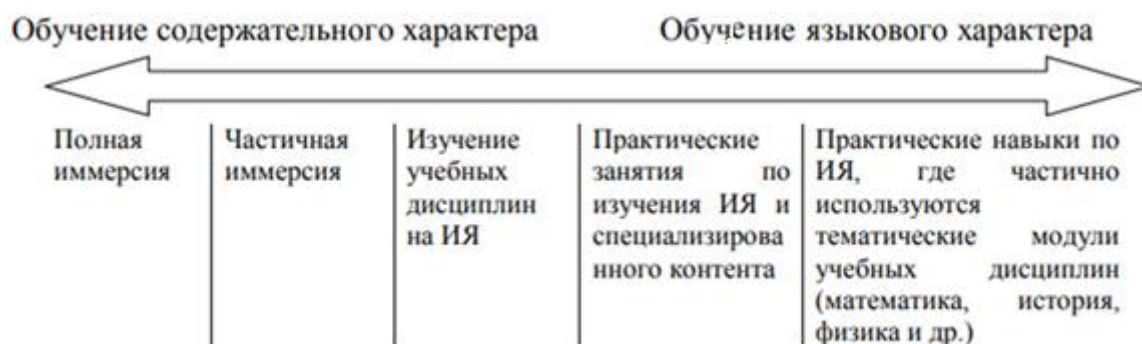 Обучение содержательного характера
Обучение языкового характера
Полная
иммерсия
Частичная
иммерсия
Изучение
учебных
дисциплин
на ИЯ
Практические
занятия по
изучения ИЯ и
специализирова
нного контента
Практические навыки по
ИЯ, где частично
используются
тематические модули
учебных дисциплин
(математика, история,
физика и др.)